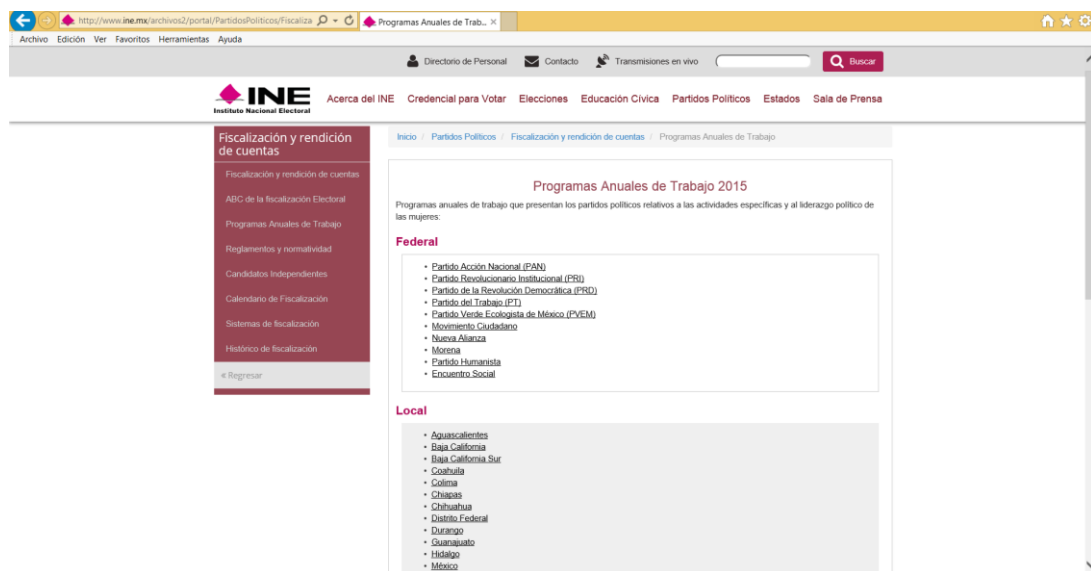 http://www.ine.mx/archivos2/portal/PartidosPoliticos/Fiscaliza
Programas Anuales de Trab...
Archivo Edición Ver Favoritos Herramientas Ayuda
Directorio de Personal Contacto Transmisiones en vivo Buscar
INE
Instituto Nacional Electoral
Acerca del INE Credencial para Votar Elecciones Educación Cívica Partidos Políticos Estados Sala de Prensa
Fiscalización y rendición
de cuentas
Fiscalización y rendición de cuentas
ABC de la fiscalización Electoral
Programas Anuales de Trabajo
Reglamentos y normatividad
Candidatos Independientes
Calendario de Fiscalización
Sistemas de fiscalización
Histórico de fiscalización
« Regresar
Inicio / Partidos Políticos / Fiscalización y rendición de cuentas / Programas Anuales de Trabajo
Programas Anuales de Trabajo 2015
Programas anuales de trabajo que presentan los partidos políticos relativos a las actividades específicas y al liderazgo político de
las mujeres:
Federal
• Partido Acción Nacional (PAN)
• Partido Revolucionario Institucional (PRI)
• Partido de la Revolución Democrática (PRD)
• Partido del Trabajo (PT)
• Partido Verde Ecologista de México (PVEM)
• Movimiento Ciudadano
• Nueva Alianza
• Morena
• Partido Humanista
• Encuentro Social
Local
• Aguascalientes
• Baja California
• Baja California Sur
• Coahuila
• Colima
• Chiapas
• Chihuahua
• Distrito Federal
• Durango
• Guanajuato
• Hidalgo
• México